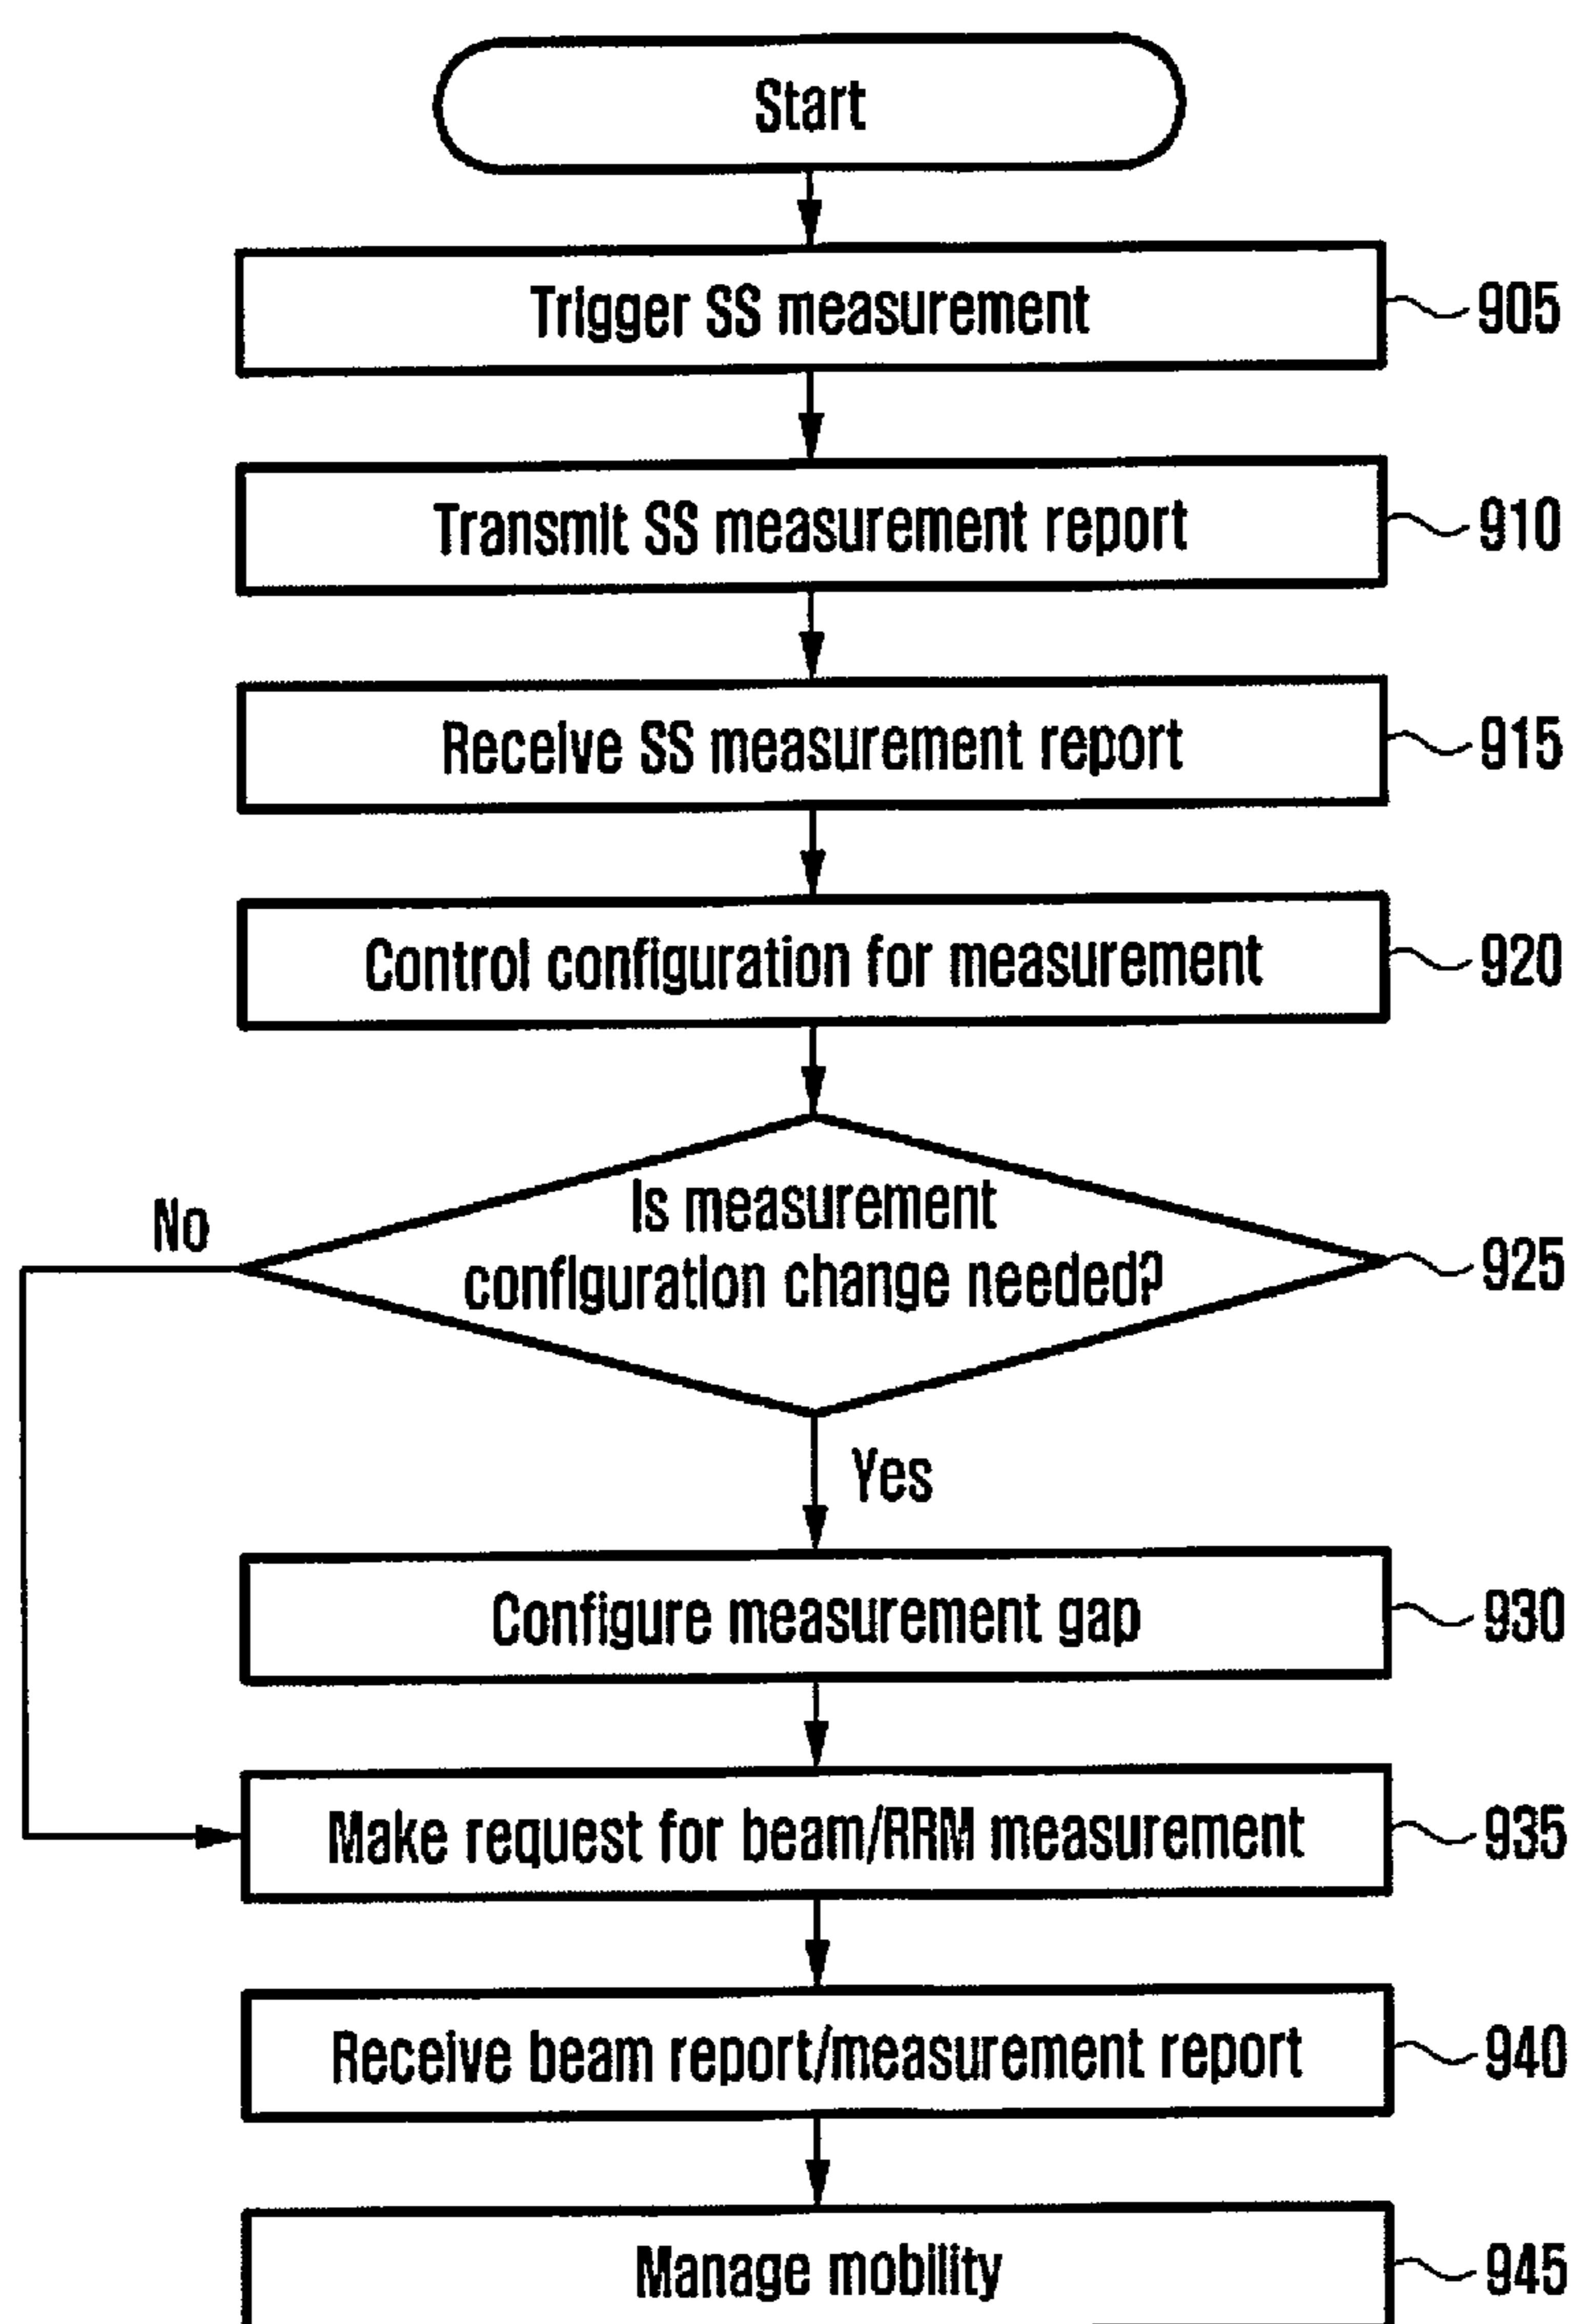 Start
Trigger SS measurement
905
Transmit SS measurement report
910
Receive SS measurement report
915
Control configuration for measurement
920
Is measurement
configuration change needed?
925
No
Yes
Configure measurement gap
930
Make request for beam/RRM measurement
935
Receive beam report/measurement report
940
Manage mobility
945